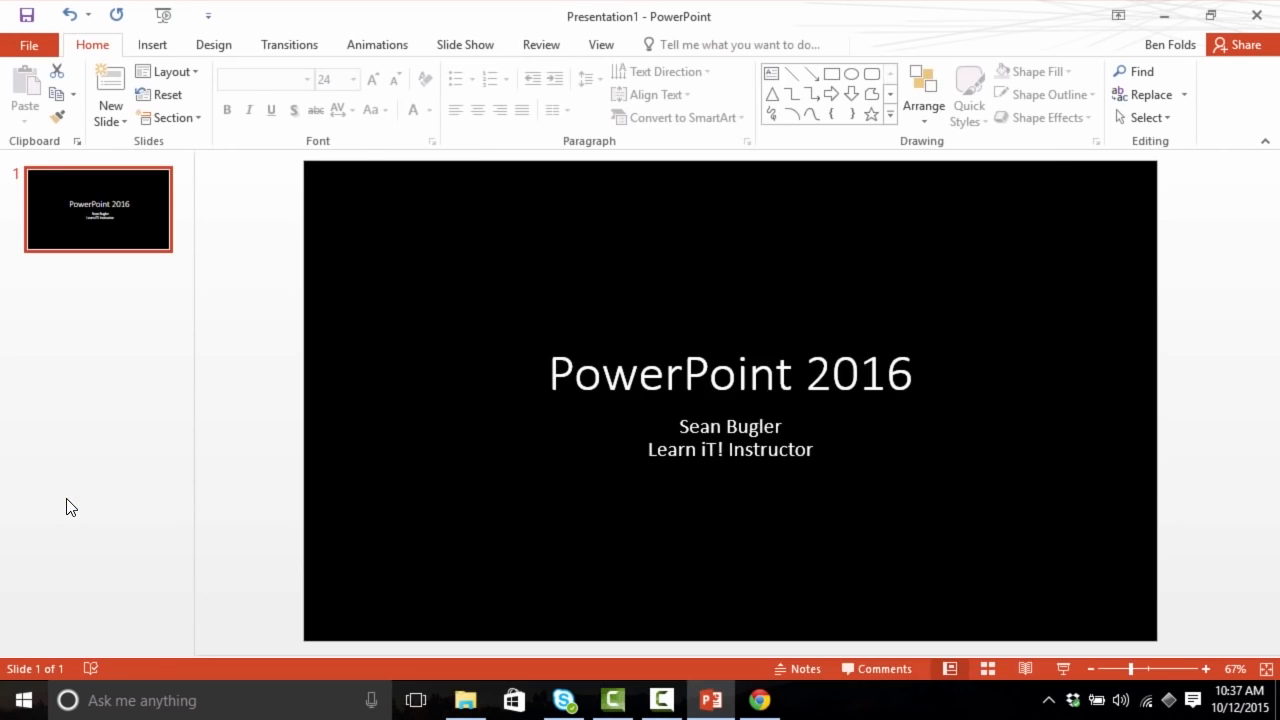 Presentation1 - PowerPoint
File Home Insert Design Transitions Animations Slide Show Review View Tell me what you want to do... Ben Folds Share
Paste
Clipboard
New Slide
Layout
Reset
Section
Slides
24
B I U S abc AV Aa A
Font
Text Direction
Align Text
Convert to SmartArt
Paragraph
Arrange
Quick Styles
Shape Fill
Shape Outline
Shape Effects
Drawing
Find
Replace
Select
Editing
1
PowerPoint 2016
Sean Bugler
Learn iT! Instructor
PowerPoint 2016
Sean Bugler
Learn iT! Instructor
Slide 1 of 1 Notes Comments 67%
Ask me anything
10:37 AM
10/12/2015